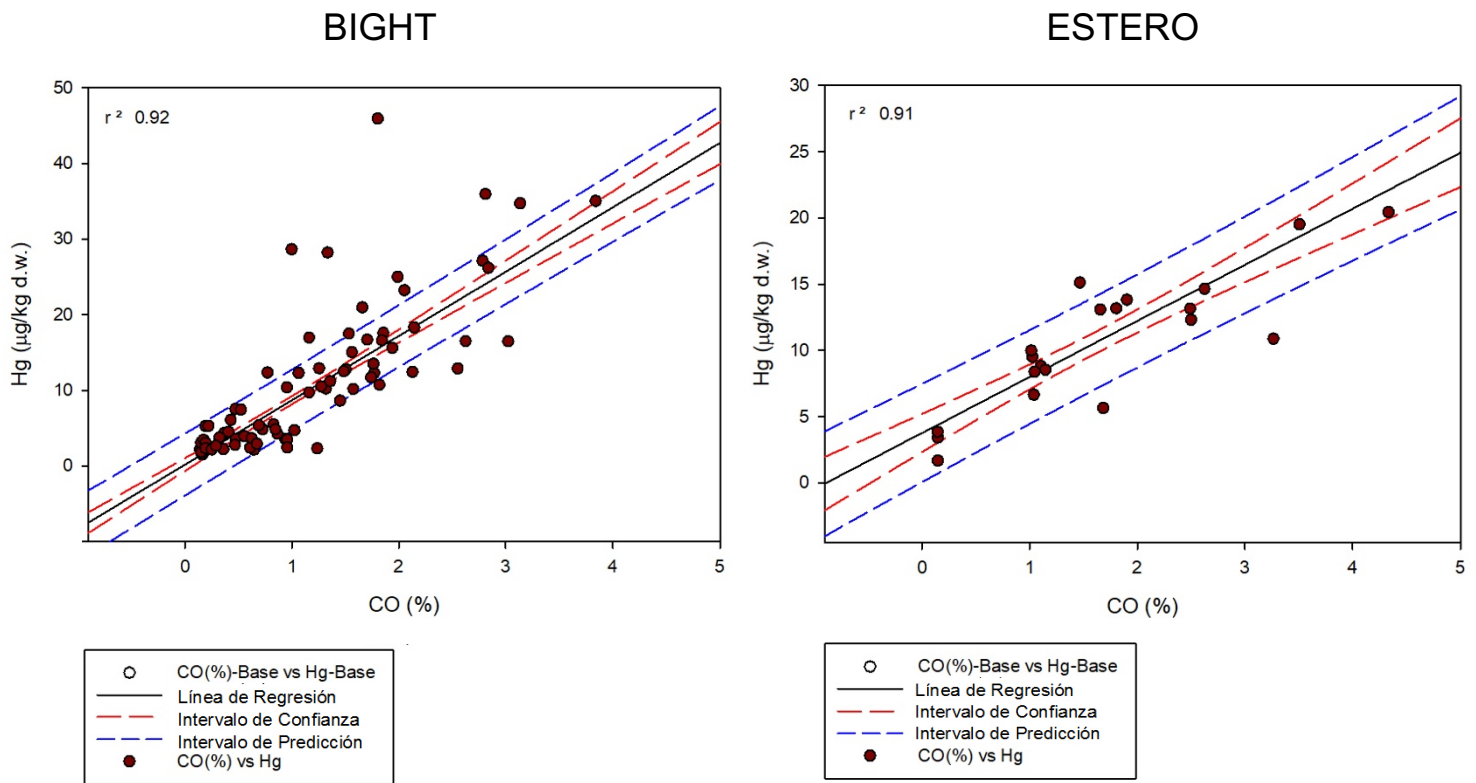 BIGHT
r ² 0.92
50
40
30
20
10
0
Hg (µg/kg d.w.)
0 1 2 3 4 5
CO (%)
CO(%)-Base vs Hg-Base
Línea de Regresión
Intervalo de Confianza
Intervalo de Predicción
CO(%) vs Hg
ESTERO
r ² 0.91
30
25
20
15
10
5
0
Hg (µg/kg d.w.)
0 1 2 3 4 5
CO (%)
CO(%)-Base vs Hg-Base
Línea de Regresión
Intervalo de Confianza
Intervalo de Predicción
CO(%) vs Hg